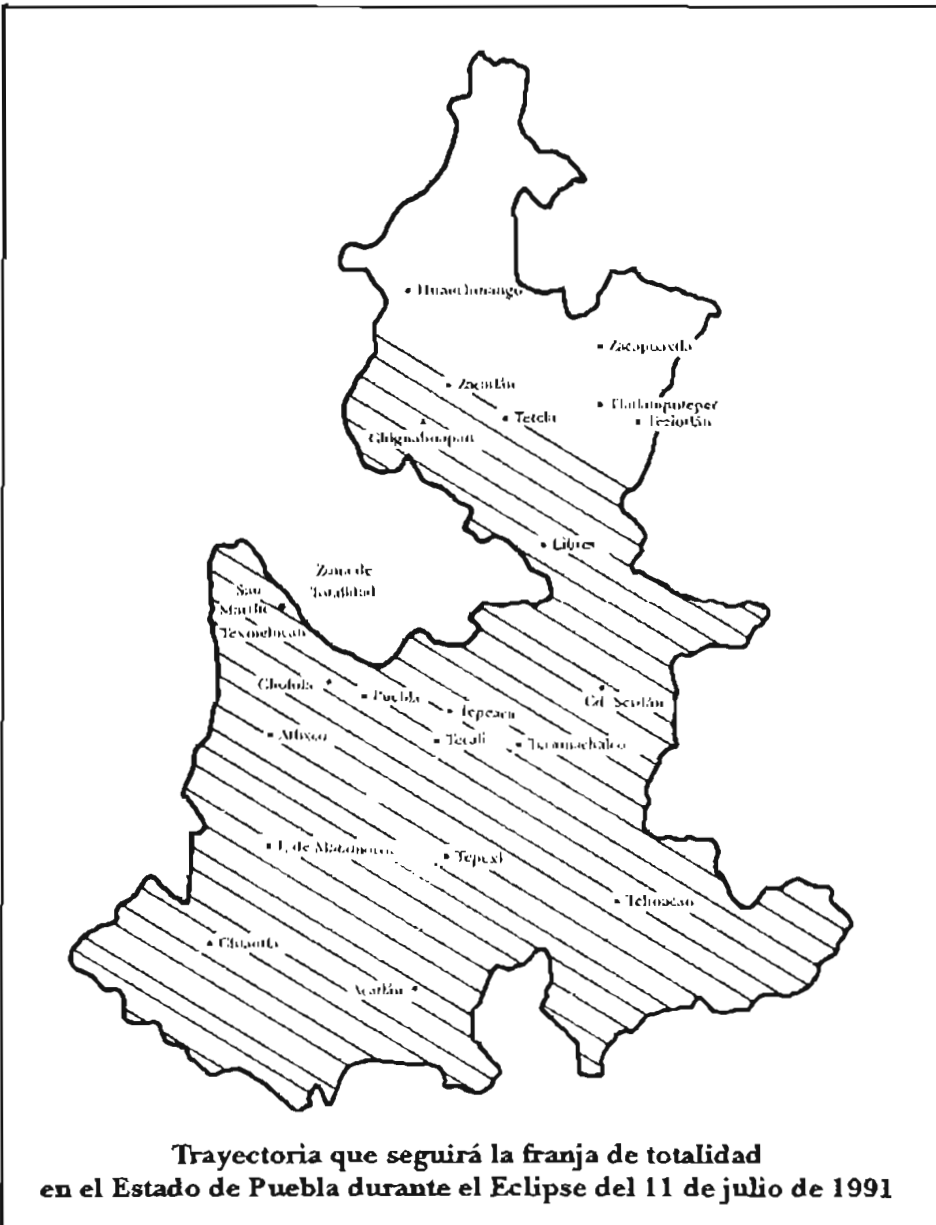 Huauchinango
Zacapoaxtla
Zacatlán
Tetela
Tlatlauquitepec
Teziutlán
Chignahuapan
Libres
Zona de
Totalidad
San
Martín
Texmelucan
Cholula
Puebla
Tepeaca
Cd. Serdán
Atlixco
Tecali
Tecamachalco
I. de Matamoros
Tepexi
Tehuacan
Chiautla
Acatlán
Trayectoria que seguirá la franja de totalidad
en el Estado de Puebla durante el Eclipse del 11 de julio de 1991